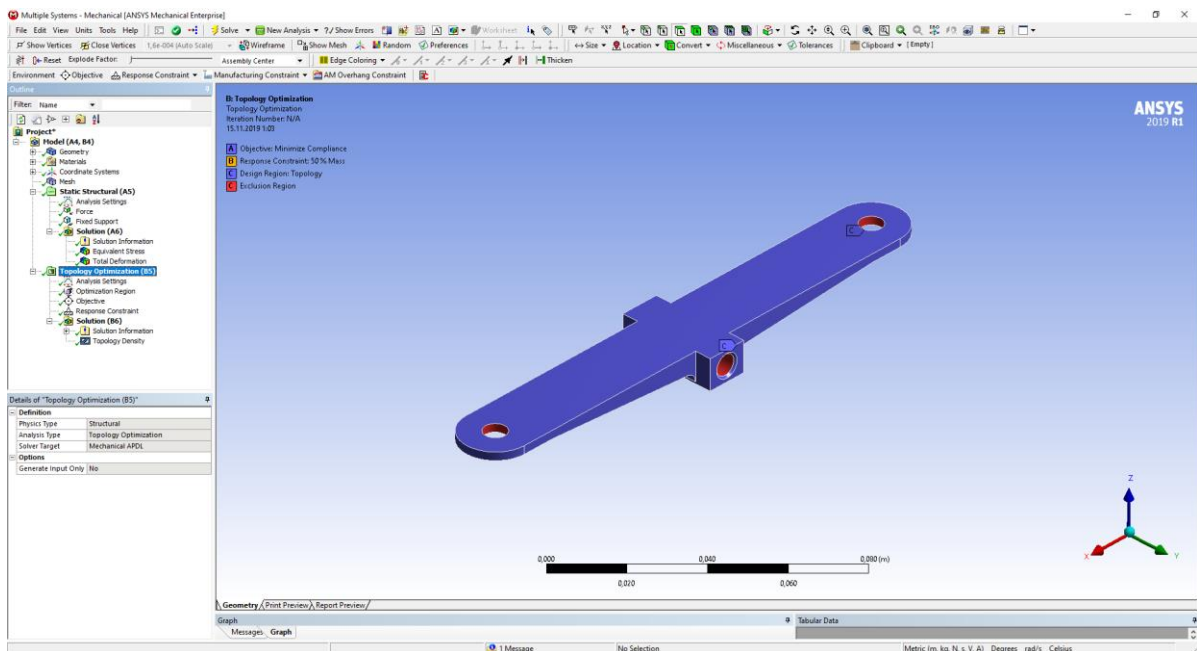 Multiple Systems - Mechanical [ANSYS Mechanical Enterprise]
File Edit View Units Tools Help Solve New Analysis ?/ Show Errors Worksheet
Show Vertices Close Vertices 1,6e-004 (Auto Scale) Wireframe Show Mesh Random Preferences Size Location Convert Miscellaneous Tolerances Clipboard [Empty]
Reset Explode Factor: Assembly Center Edge Coloring Thicken
Environment Objective Response Constraint Manufacturing Constraint AM Overhang Constraint
Outline
Filter: Name
Project*
Model (A4, B4)
Geometry
Materials
Coordinate Systems
Mesh
Static Structural (A5)
Analysis Settings
Force
Fixed Support
Solution (A6)
Solution Information
Equivalent Stress
Total Deformation
Topology Optimization (B5)
Analysis Settings
Optimization Region
Objective
Response Constraint
Solution (B6)
Solution Information
Topology Density
Details of "Topology Optimization (B5)"
Definition
Physics Type Structural
Analysis Type Topology Optimization
Solver Target Mechanical APDL
Options
Generate Input Only No
B: Topology Optimization
Topology Optimization
Iteration Number: N/A
15.11.2019 1:03
A Objective: Minimize Compliance
B Response Constraint: 50% Mass
C Design Region: Topology
C Exclusion Region
ANSYS
2019 R1
C
C
Z
X
Y
0,000 0,040 0,080 (m)
0,020 0,060
Geometry Print Preview Report Preview
Graph
Messages Graph
Tabular Data
1 Message No Selection Metric (m, kg, N, s, V, A) Degrees rad/s Celsius